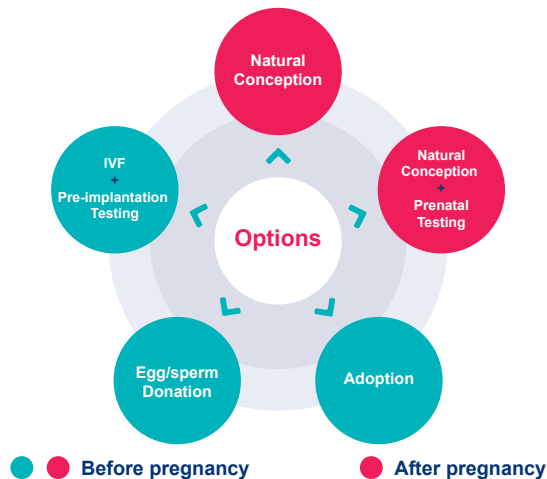 Natural
Conception
IVF
+
Pre-implantation
Testing
Natural
Conception
+
Prenatal
Testing
Options
Egg/sperm
Donation
Adoption
Before pregnancy
After pregnancy